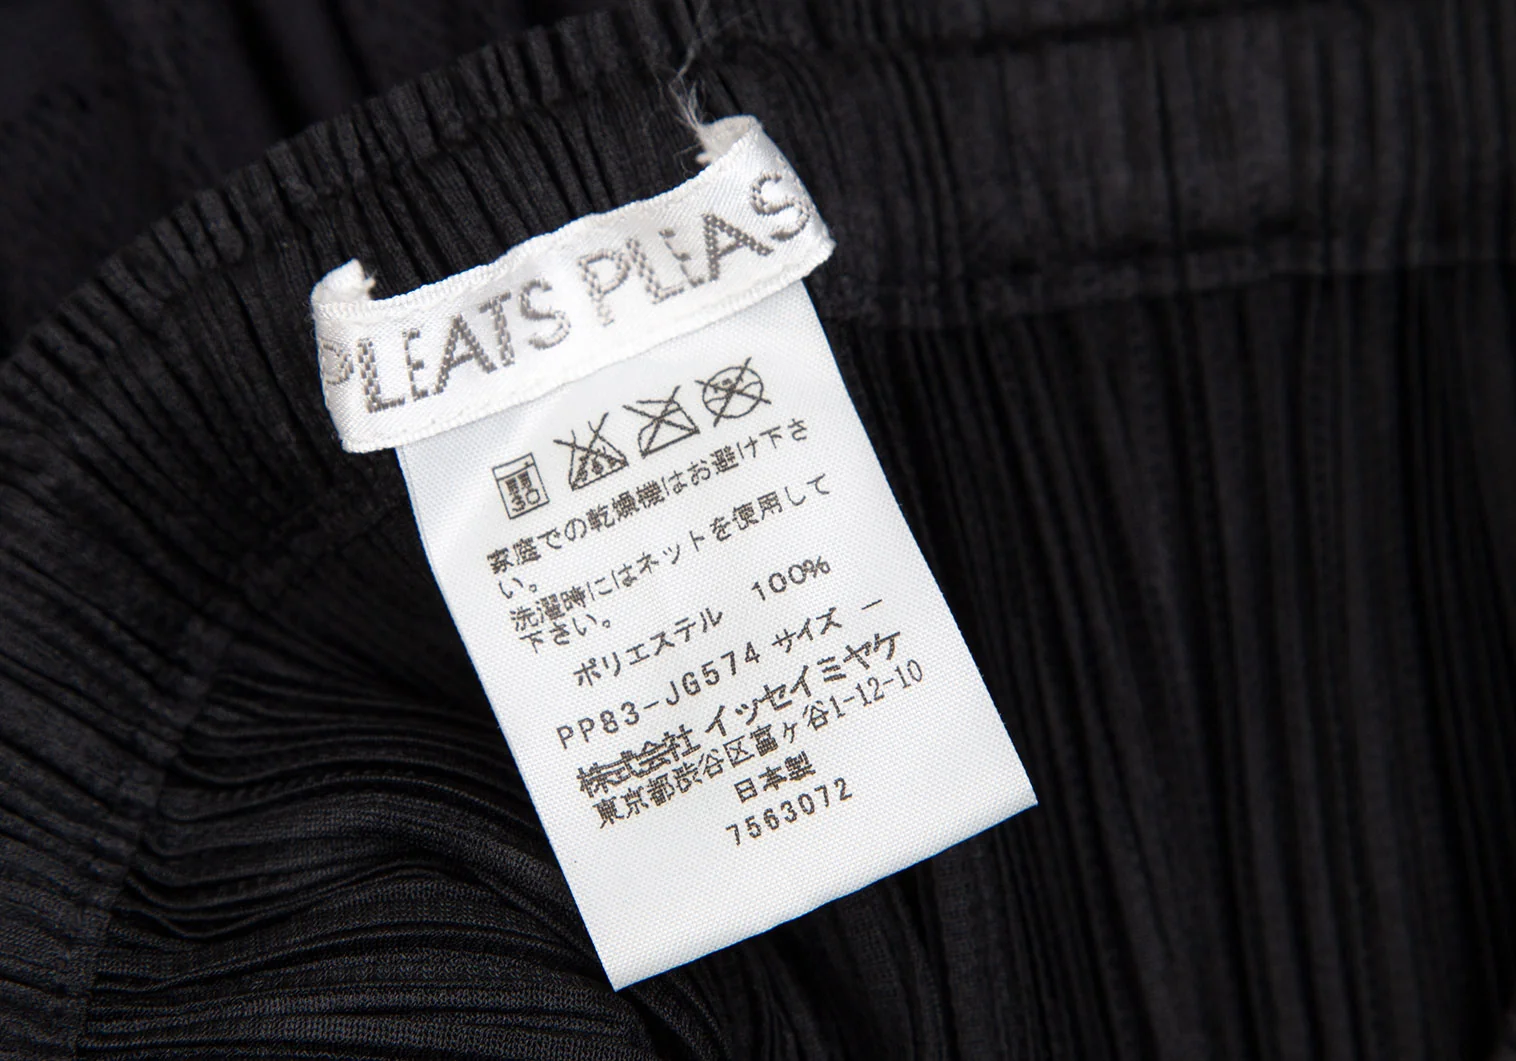 PLEATS PLEAS
30
家庭での乾燥機はお避け下さ
い。
洗濯時にはネットを使用して
下さい。
ポリエステル 100%
PP83-JG574 サイズ －
株式会社 イッセイミヤケ
東京都渋谷区富ヶ谷1-12-10
日本製
7563072